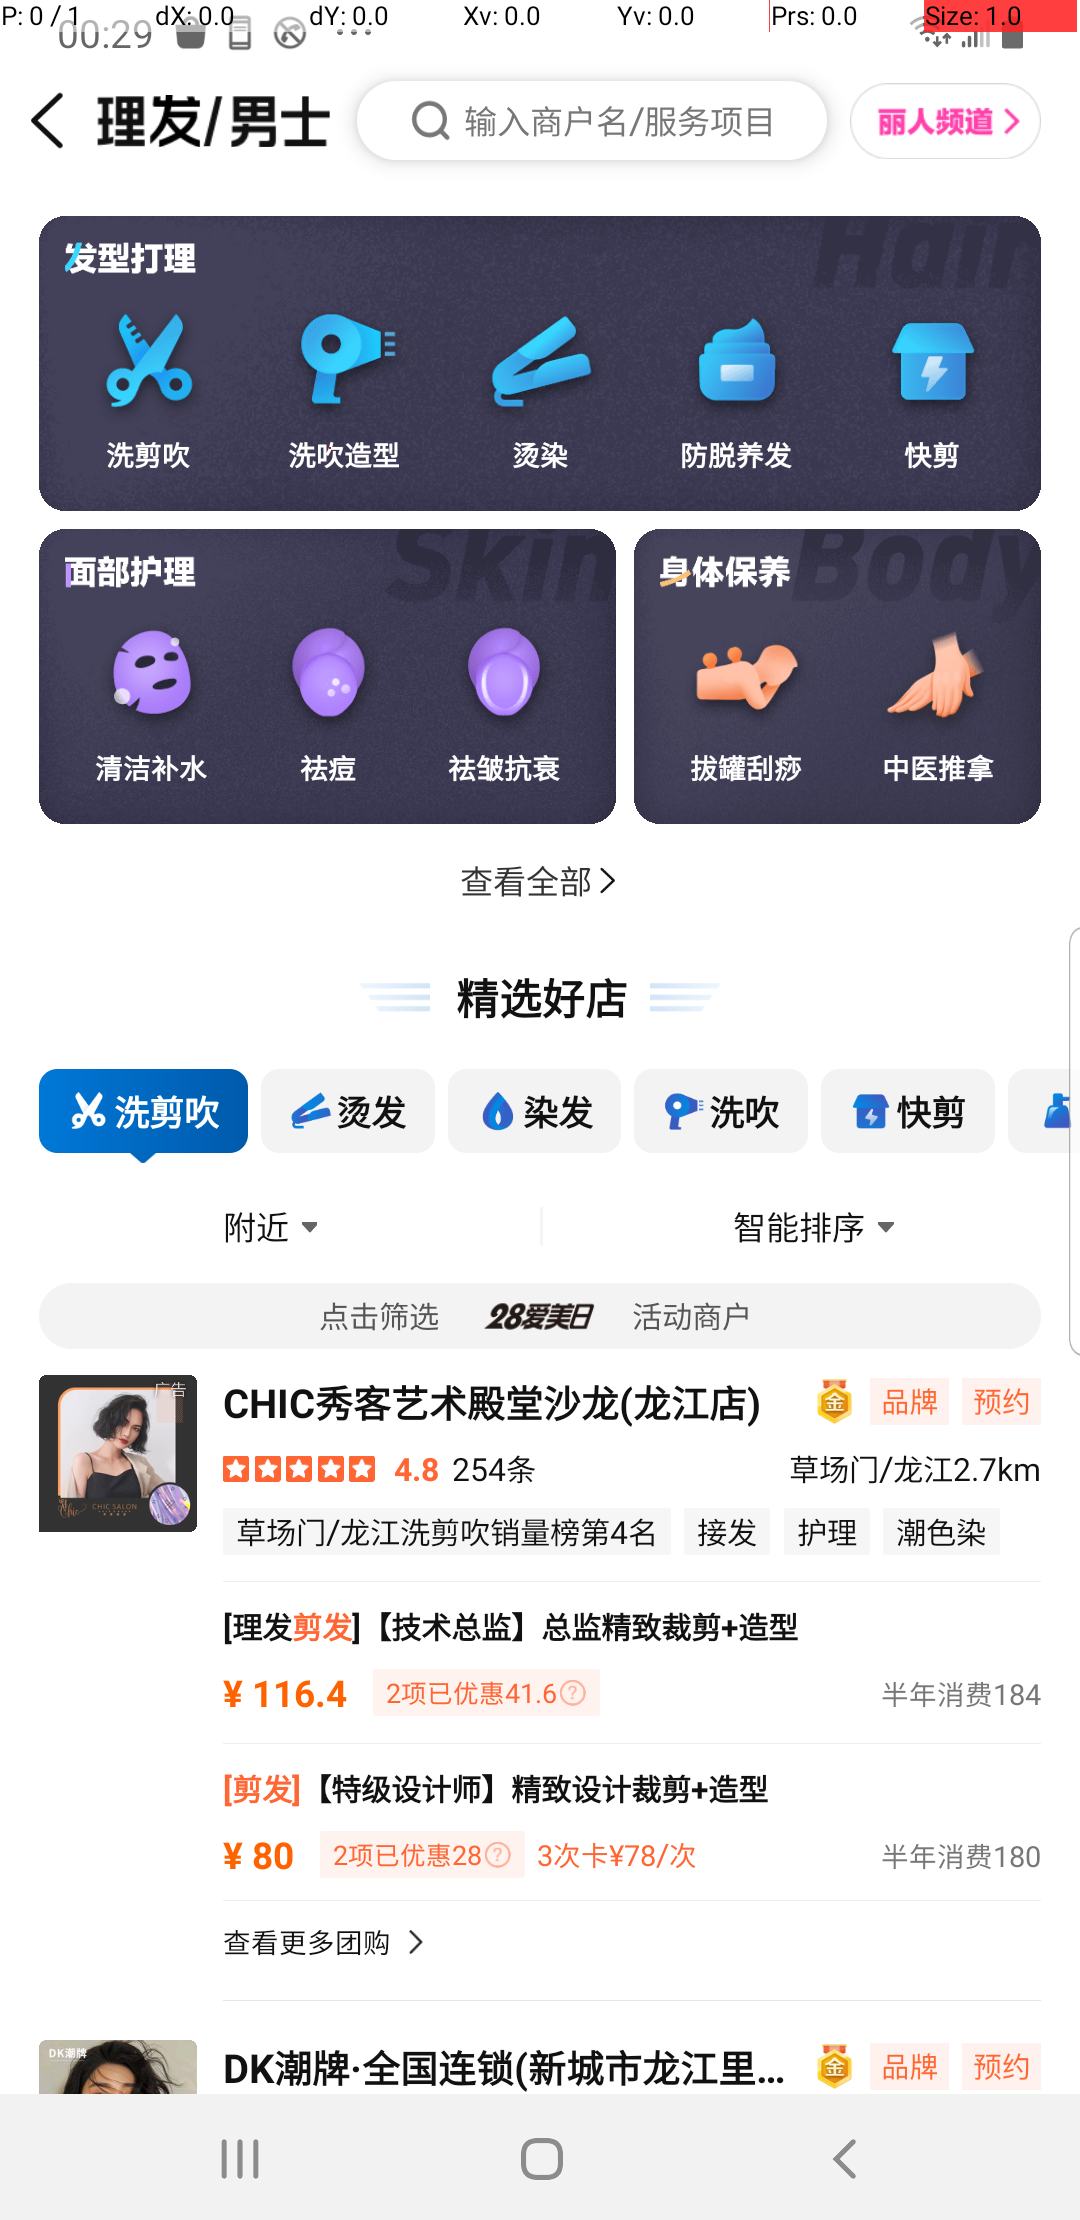 P: 0 / 1 dX: 0.0 dY: 0.0 Xv: 0.0 Yv: 0.0 Prs: 0.0 Size: 1.0
00:29
理发/男士 输入商户名/服务项目 丽人频道
发型打理 Hair
洗剪吹 洗吹造型 烫染 防脱养发 快剪
面部护理 Skin 身体保养 Body
清洁补水 祛痘 祛皱抗衰 拔罐刮痧 中医推拿
查看全部
精选好店
洗剪吹 烫发 染发 洗吹 快剪
附近 智能排序
点击筛选 28爱美日 活动商户
广告
CHIC SALON
CHIC秀客艺术殿堂沙龙(龙江店) 金 品牌 预约
4.8 254条 草场门/龙江2.7km
草场门/龙江洗剪吹销量榜第4名 接发 护理 潮色染
[理发剪发]【技术总监】总监精致裁剪+造型
¥ 116.4 2项已优惠41.6? 半年消费184
[剪发]【特级设计师】精致设计裁剪+造型
¥ 80 2项已优惠28? 3次卡¥78/次 半年消费180
查看更多团购
DK潮牌
DK潮牌·全国连锁(新城市龙江里... 金 品牌 预约